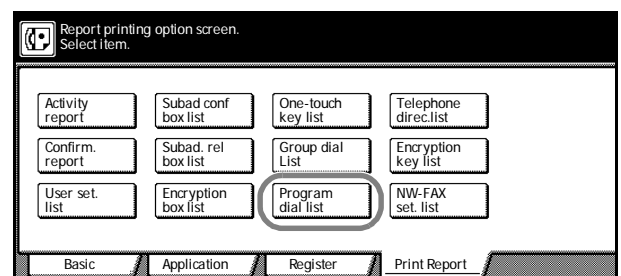 Report printing option screen.
Select item.
Activity report
Subad conf box list
One-touch key list
Telephone direc.list
Confirm. report
Subad. rel box list
Group dial List
Encryption key list
User set. list
Encryption box list
Program dial list
NW-FAX set. list
Basic
Application
Register
Print Report